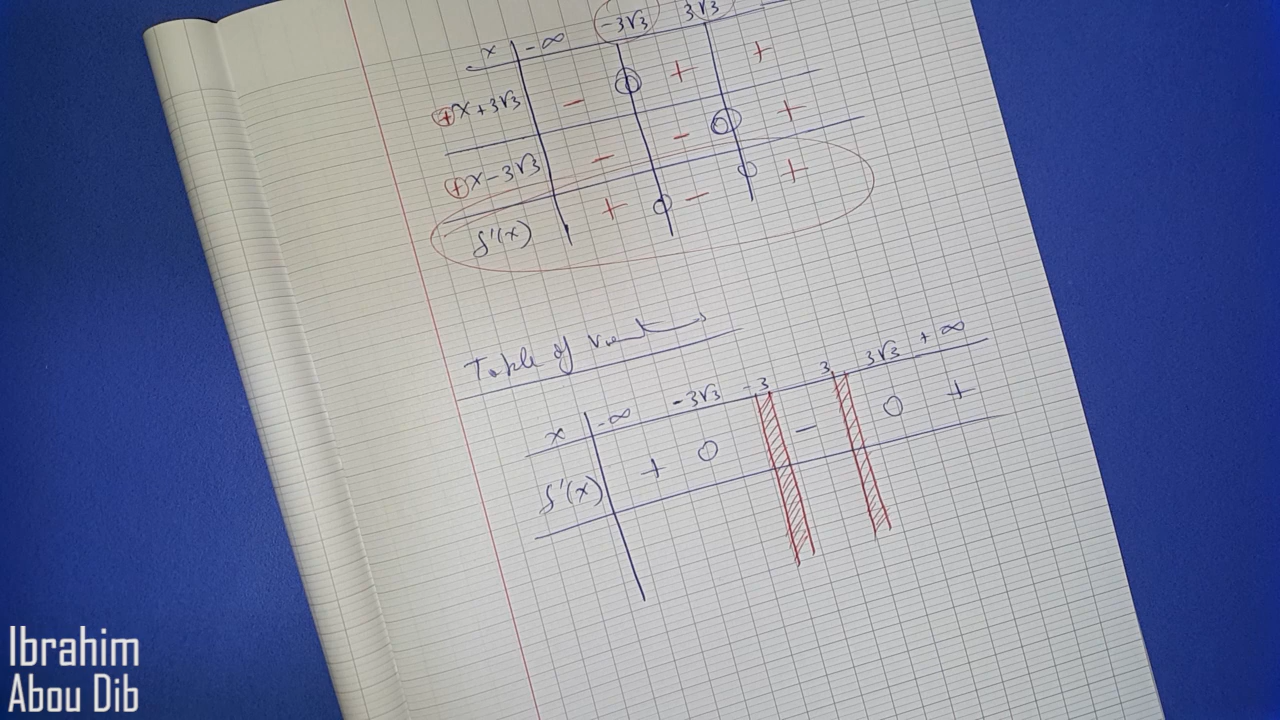 x -∞ -3√3 3√3
+x+3√3 - 0 + +
+x-3√3 - - 0 +
f'(x) + 0 - 0 +
Table of
x -∞ -3√3 -3 3 3√3 +∞
f'(x) + 0 - 0 +
Ibrahim
Abou Dib